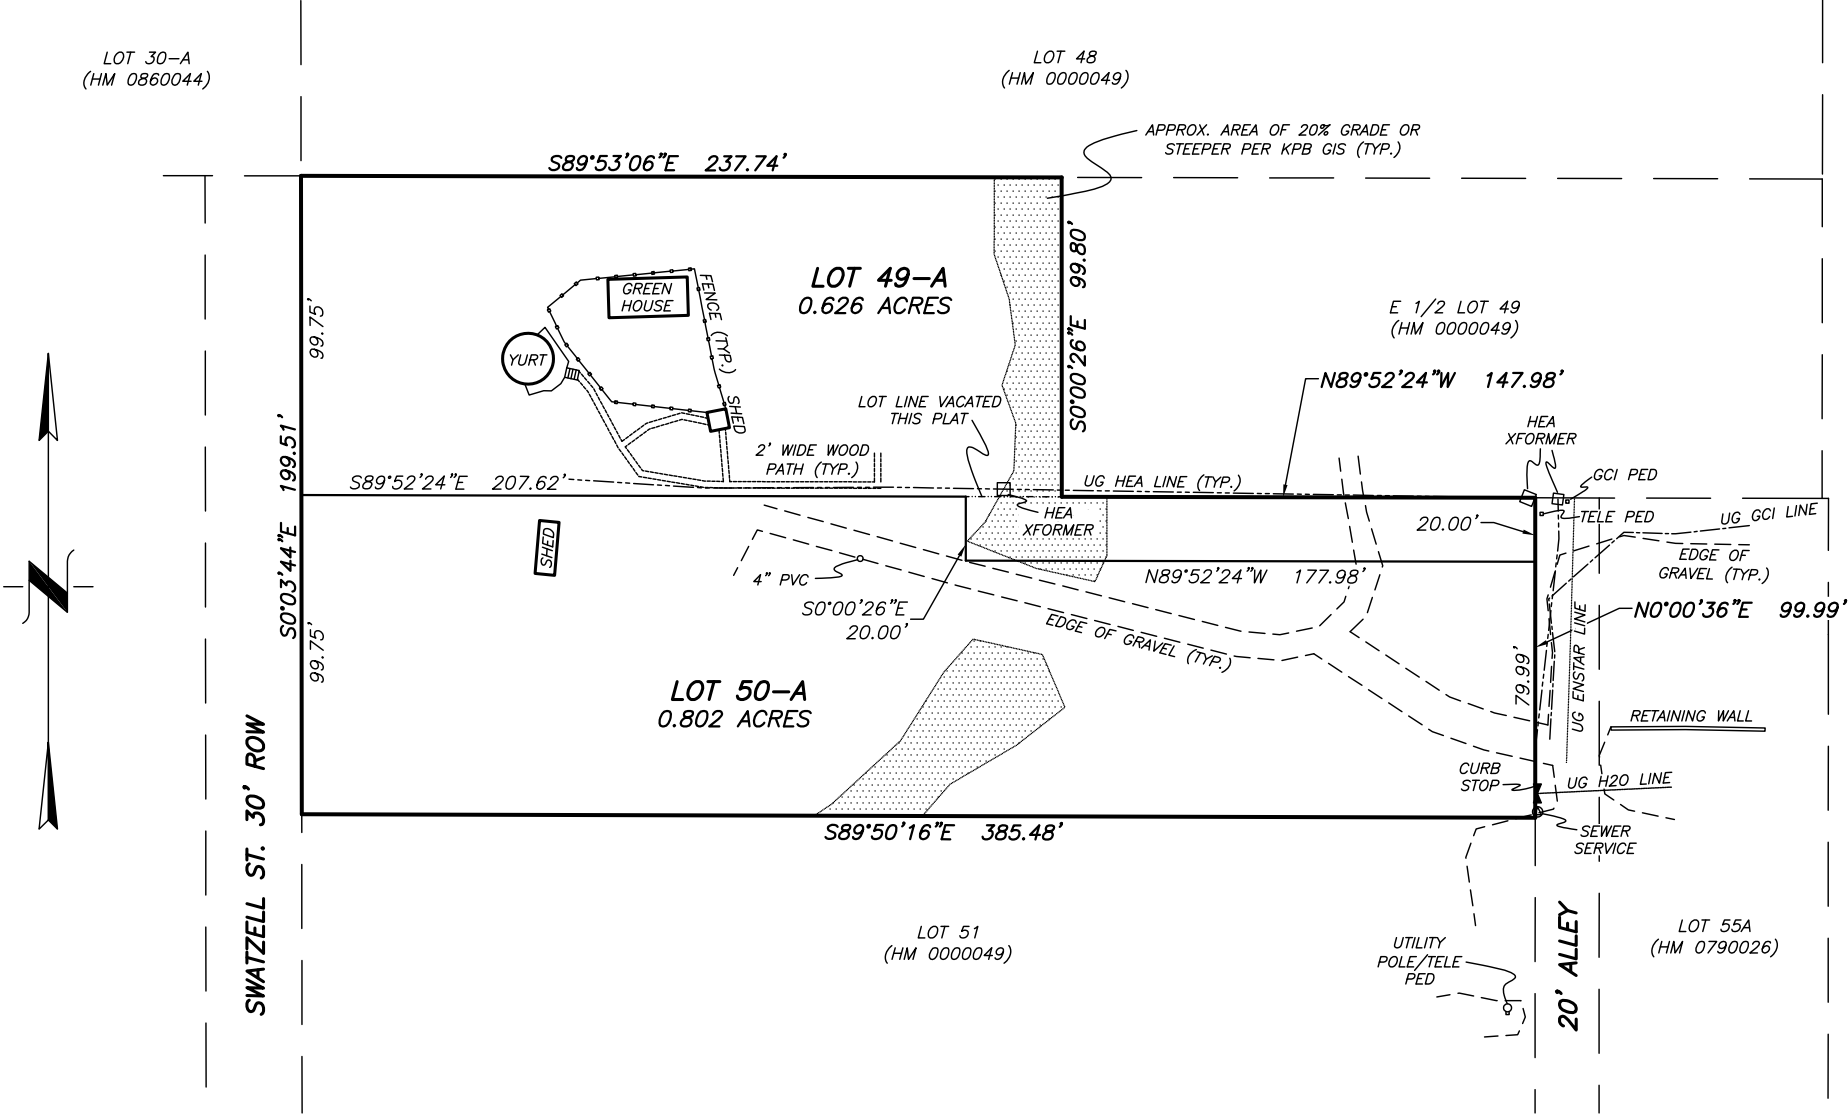 LOT 30-A
(HM 0860044)
LOT 48
(HM 0000049)
APPROX. AREA OF 20% GRADE OR
STEEPER PER KPB GIS (TYP.)
S89°53'06"E 237.74'
LOT 49-A
0.626 ACRES
99.75'
S0°00'26"E 99.80'
GREEN
HOUSE
FENCE (TYP.)
YURT
SHED
E 1/2 LOT 49
(HM 0000049)
N89°52'24"W 147.98'
LOT LINE VACATED
THIS PLAT
2' WIDE WOOD
PATH (TYP.)
HEA
XFORMER
GCI PED
S89°52'24"E 207.62'
UG HEA LINE (TYP.)
S0°03'44"E 199.51'
HEA
XFORMER
20.00'
TELE PED
UG GCI LINE
SHED
EDGE OF
GRAVEL (TYP.)
4" PVC
N89°52'24"W 177.98'
S0°00'26"E
20.00'
N0°00'36"E 99.99'
EDGE OF GRAVEL (TYP.)
99.75'
79.99'
UG ENSTAR LINE
LOT 50-A
0.802 ACRES
RETAINING WALL
CURB
STOP
UG H2O LINE
S89°50'16"E 385.48'
SEWER
SERVICE
SWATZELL ST. 30' ROW
N
LOT 51
(HM 0000049)
UTILITY
POLE/TELE
PED
20' ALLEY
LOT 55A
(HM 0790026)